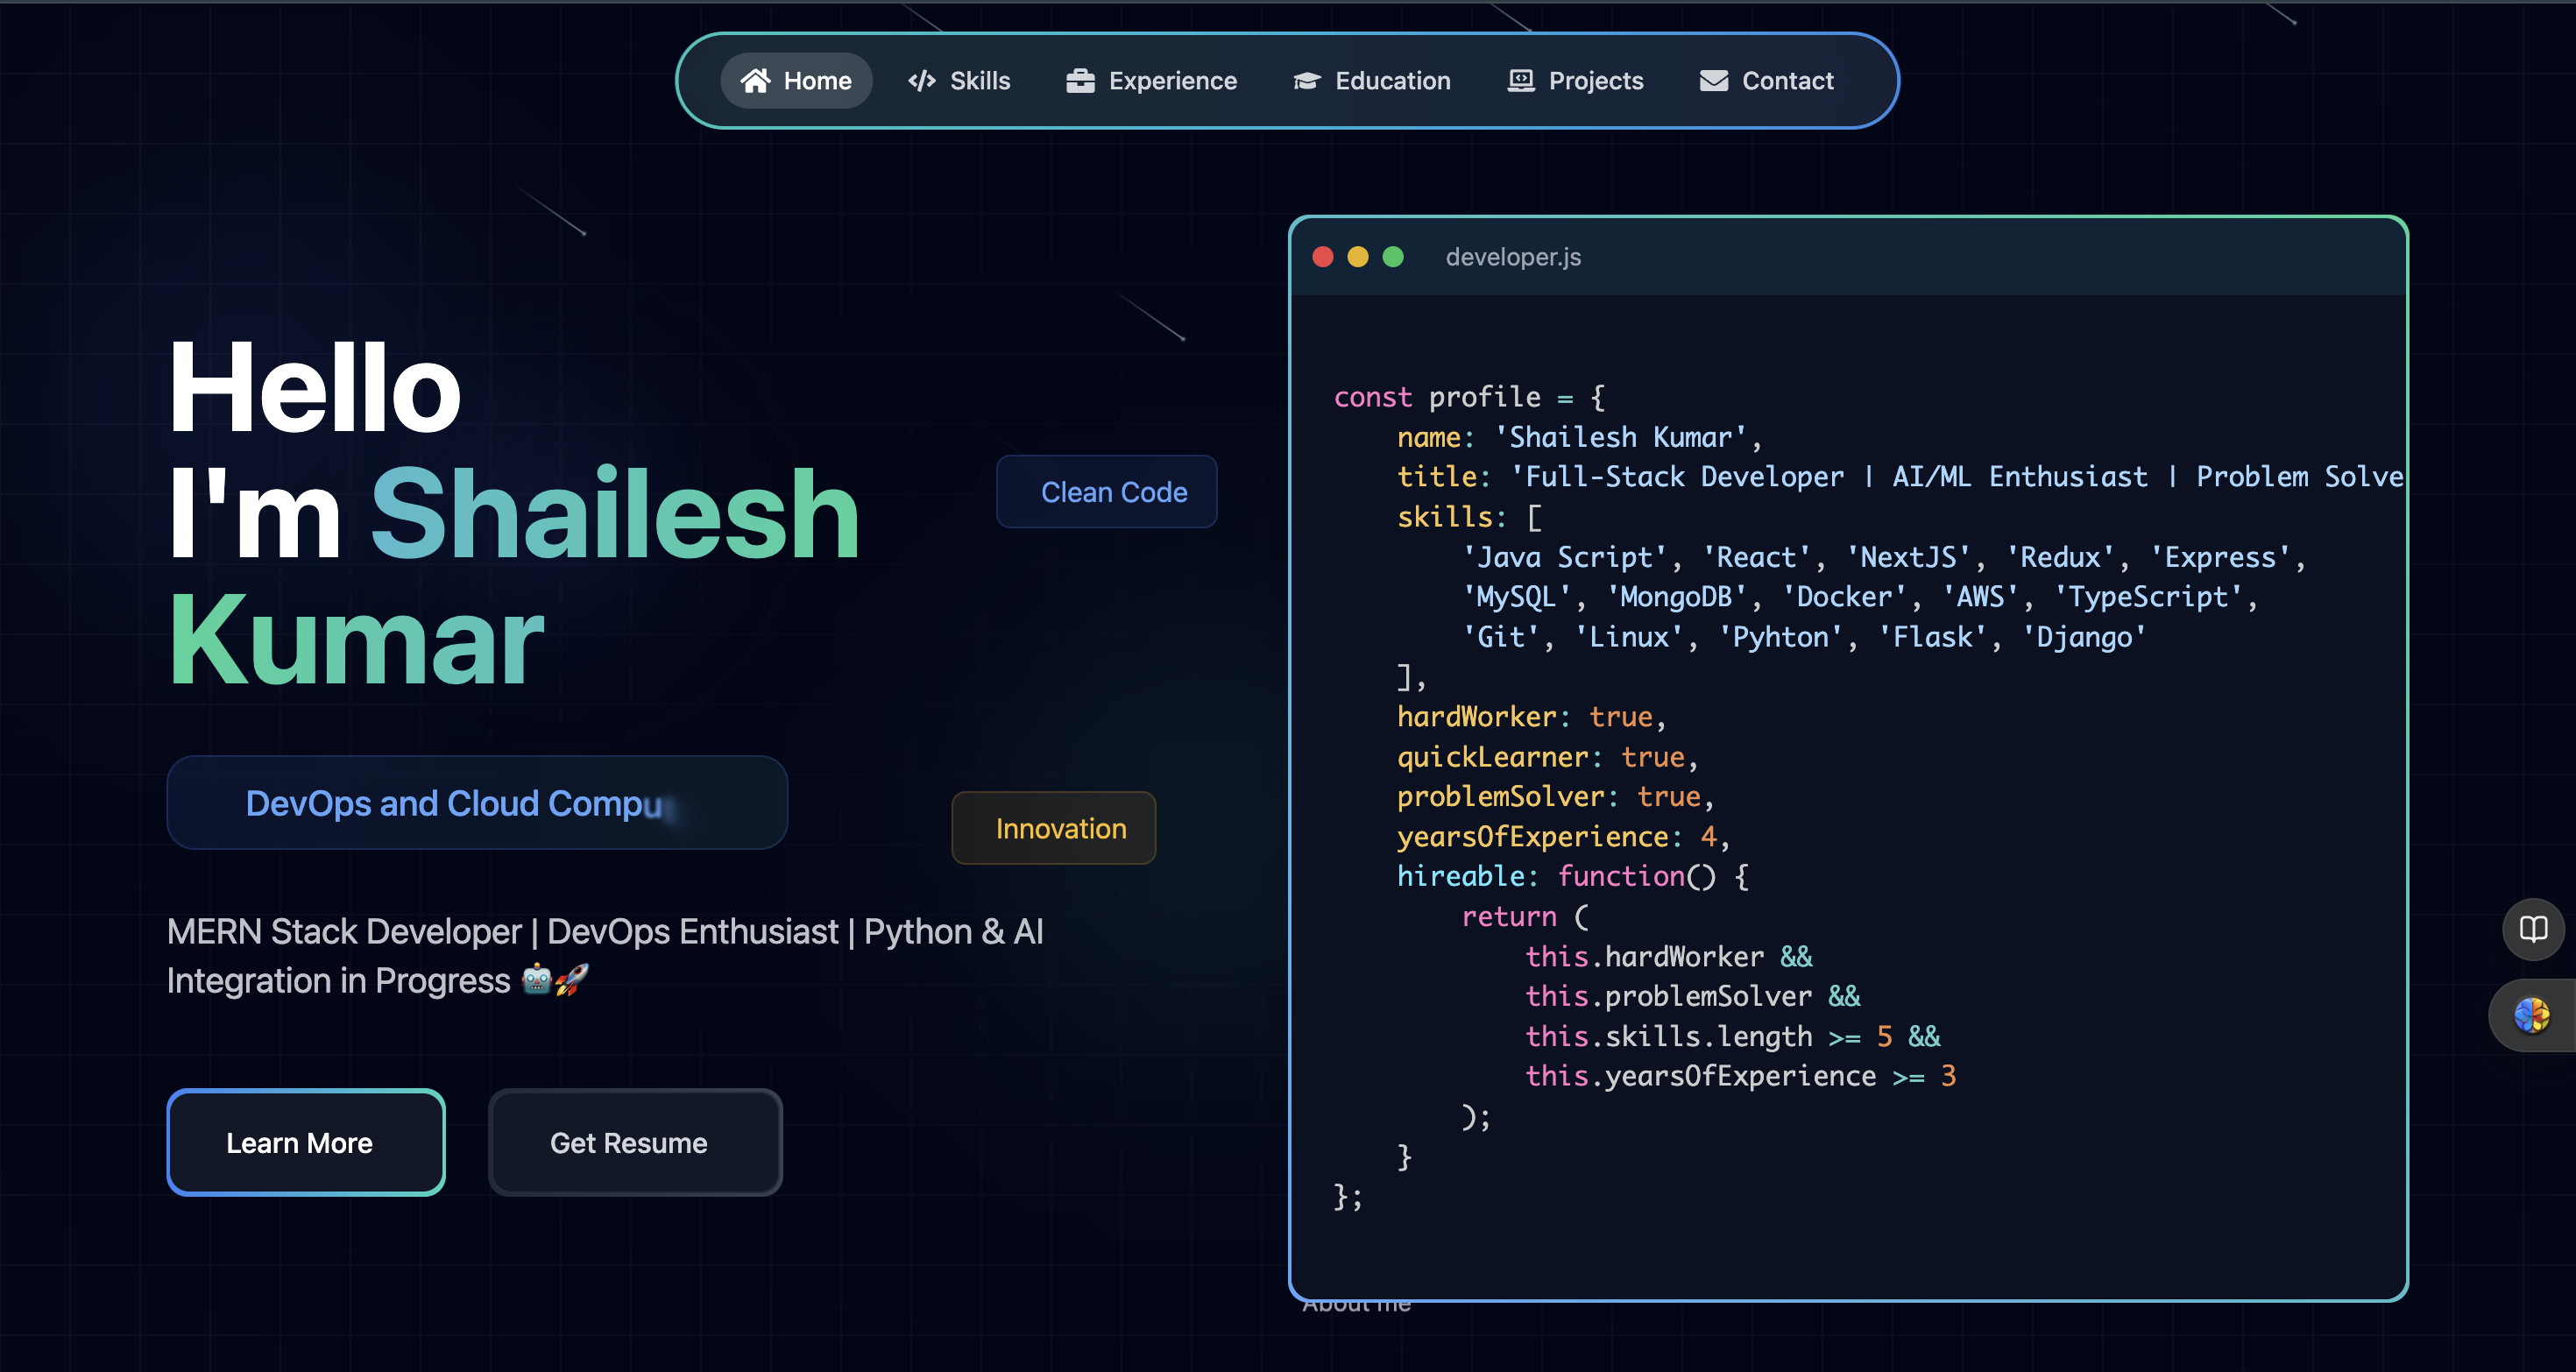 Home Skills Experience Education Projects Contact
Hello
I'm Shailesh
Kumar
Clean Code
DevOps and Cloud Comput
Innovation
MERN Stack Developer | DevOps Enthusiast | Python & AI
Integration in Progress 🤖🚀
Learn More
Get Resume
developer.js
const profile = {
name: 'Shailesh Kumar',
title: 'Full-Stack Developer | AI/ML Enthusiast | Problem Solve
skills: [
'Java Script', 'React', 'NextJS', 'Redux', 'Express',
'MySQL', 'MongoDB', 'Docker', 'AWS', 'TypeScript',
'Git', 'Linux', 'Pyhton', 'Flask', 'Django'
],
hardWorker: true,
quickLearner: true,
problemSolver: true,
yearsOfExperience: 4,
hireable: function() {
return (
this.hardWorker &&
this.problemSolver &&
this.skills.length >= 5 &&
this.yearsOfExperience >= 3
);
}
};
About me